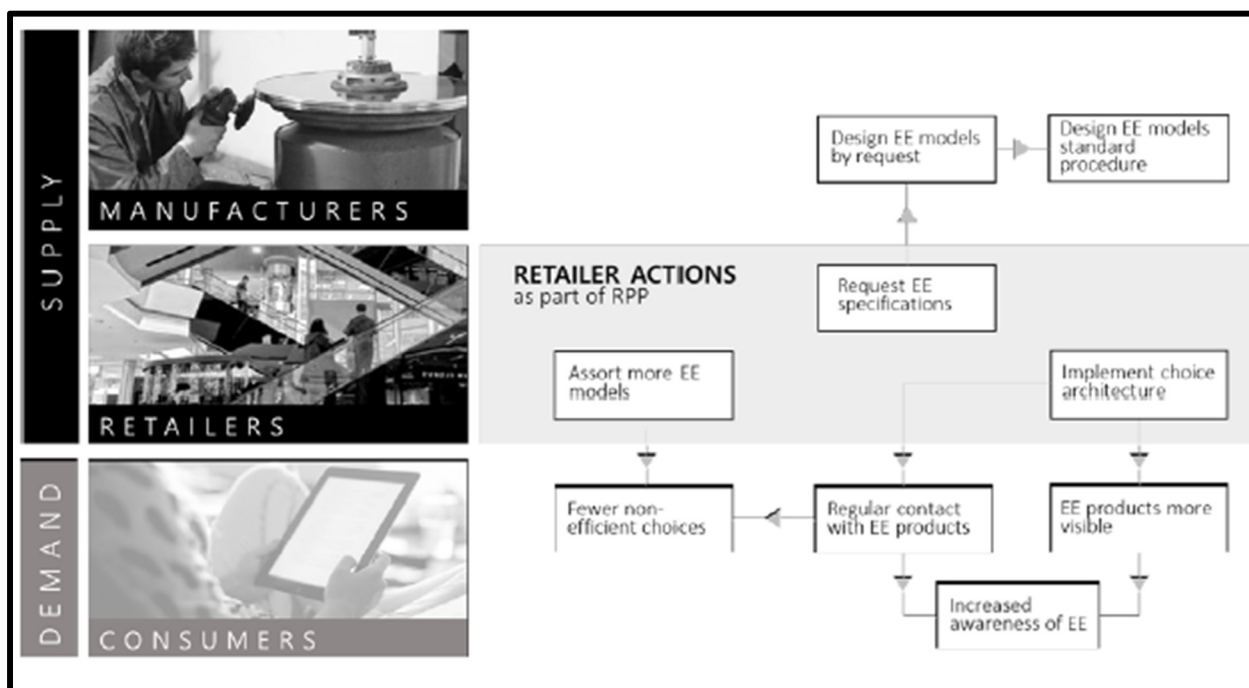 SUPPLY
MANUFACTURERS
Design EE models
by request
Design EE models
standard
procedure
RETAILERS
RETAILER ACTIONS
as part of RPP
Request EE
specifications
Assort more EE
models
Implement choice
architecture
DEMAND
CONSUMERS
Fewer non-
efficient choices
Regular contact
with EE products
EE products more
visible
Increased
awareness of EE